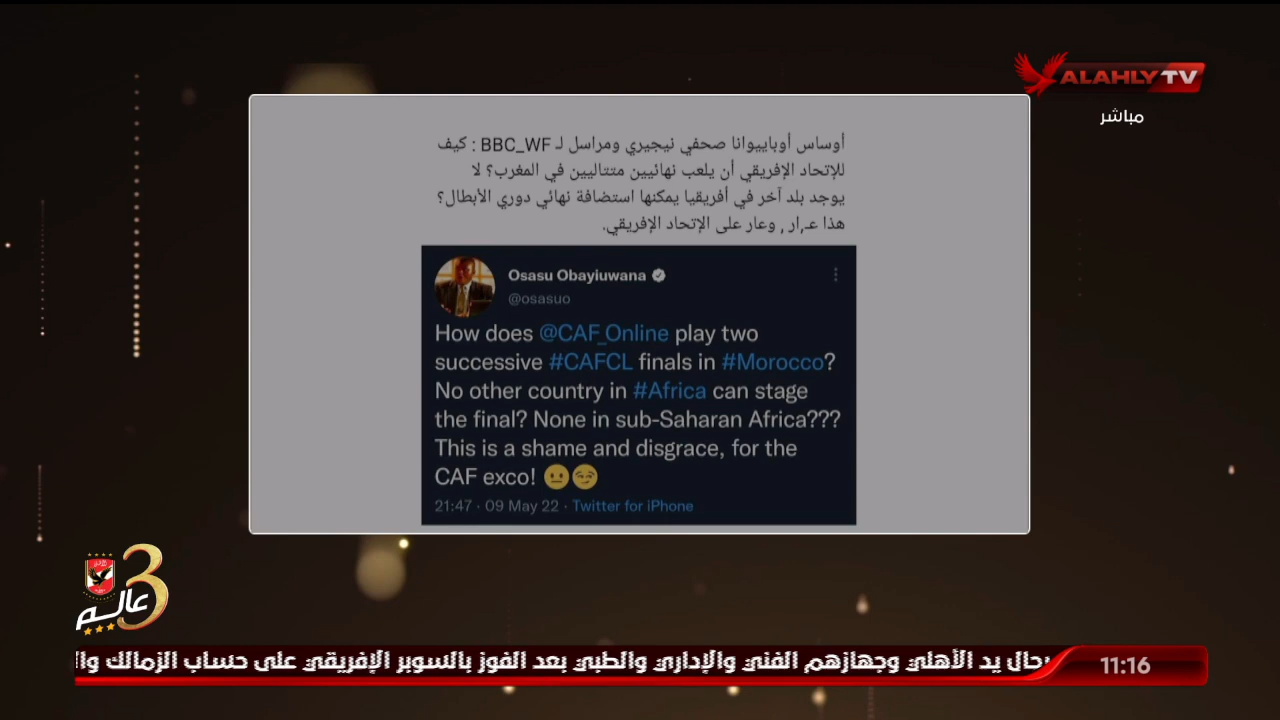 ALAHLY TV
مباشر
أوساس أوباييوانا صحفي نيجيري ومراسل لـ BBC_WF : كيف
للإتحاد الإفريقي أن يلعب نهائيين متتاليين في المغرب؟ لا
يوجد بلد آخر في أفريقيا يمكنها استضافة نهائي دوري الأبطال؟
هذا عـ,ار , وعار على الإتحاد الإفريقي.
Osasu Obayiuwana
@osasuo
How does @CAF_Online play two
successive #CAFCL finals in #Morocco?
No other country in #Africa can stage
the final? None in sub-Saharan Africa???
This is a shame and disgrace, for the
CAF exco! 😐😏
21:47 · 09 May 22 · Twitter for iPhone
3
عالم
يد الأهلي وجهازهم الفني والإداري والطبي بعد الفوز بالسوبر الإفريقي على حساب الزمالك
11:16